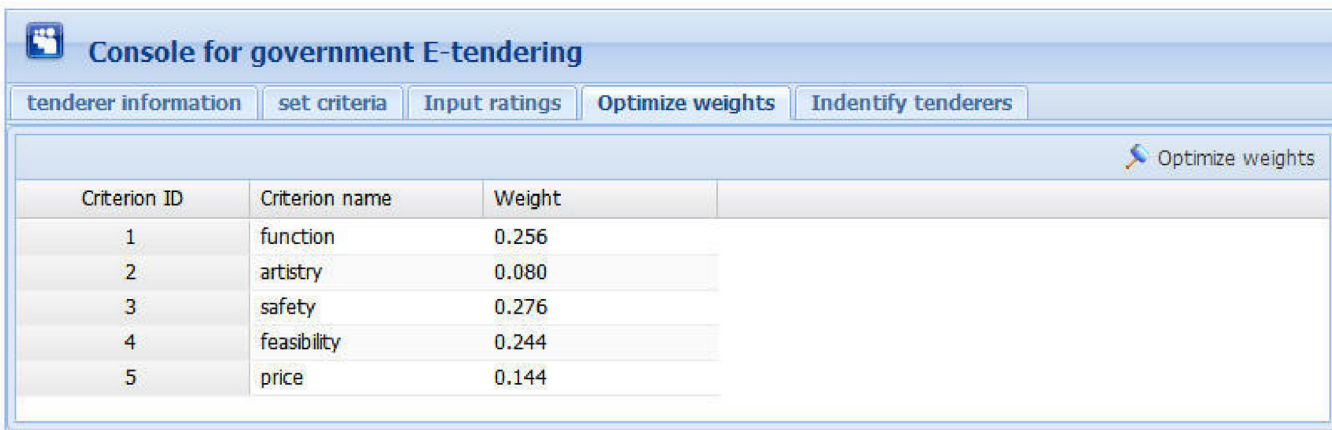 Console for government E-tendering
tenderer information set criteria Input ratings Optimize weights Indentify tenderers
Optimize weights
Criterion ID Criterion name Weight
1 function 0.256
2 artistry 0.080
3 safety 0.276
4 feasibility 0.244
5 price 0.144